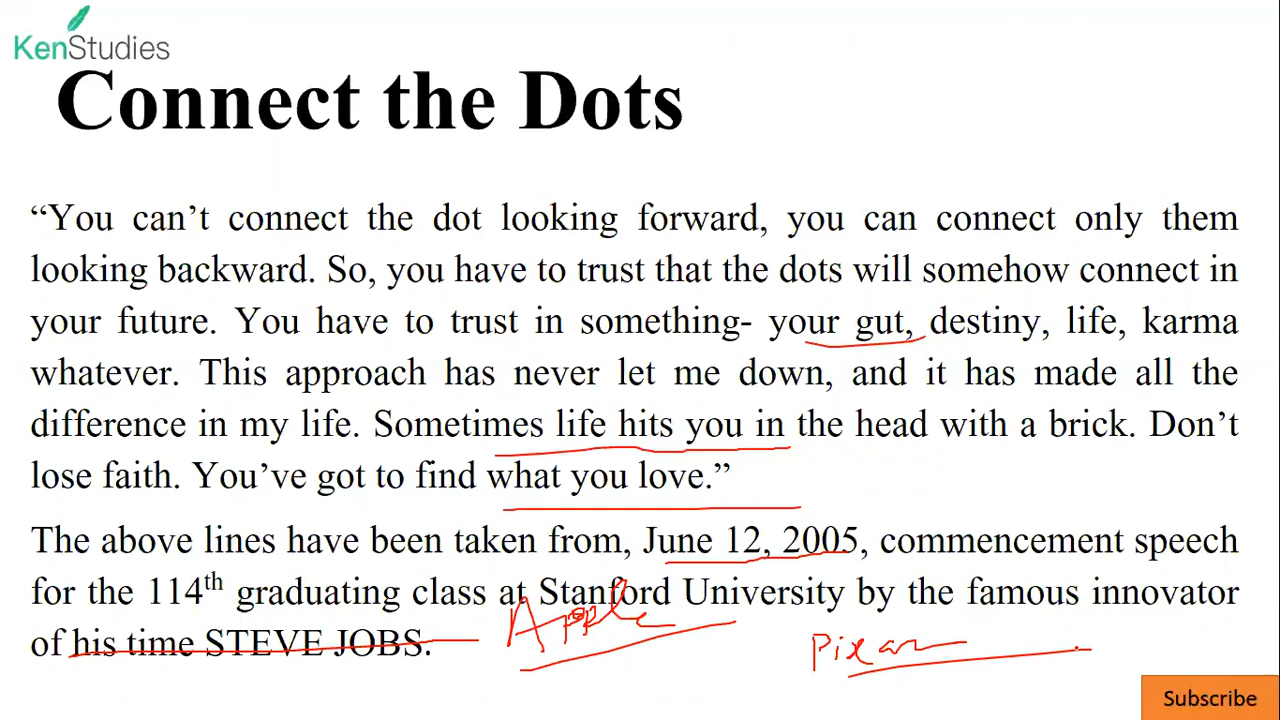 KenStudies
Connect the Dots
“You can’t connect the dot looking forward, you can connect only them
looking backward. So, you have to trust that the dots will somehow connect in
your future. You have to trust in something- your gut, destiny, life, karma
whatever. This approach has never let me down, and it has made all the
difference in my life. Sometimes life hits you in the head with a brick. Don’t
lose faith. You’ve got to find what you love.”
The above lines have been taken from, June 12, 2005, commencement speech
for the 114th graduating class at Stanford University by the famous innovator
of his time STEVE JOBS.
Apple
Pixar
Subscribe